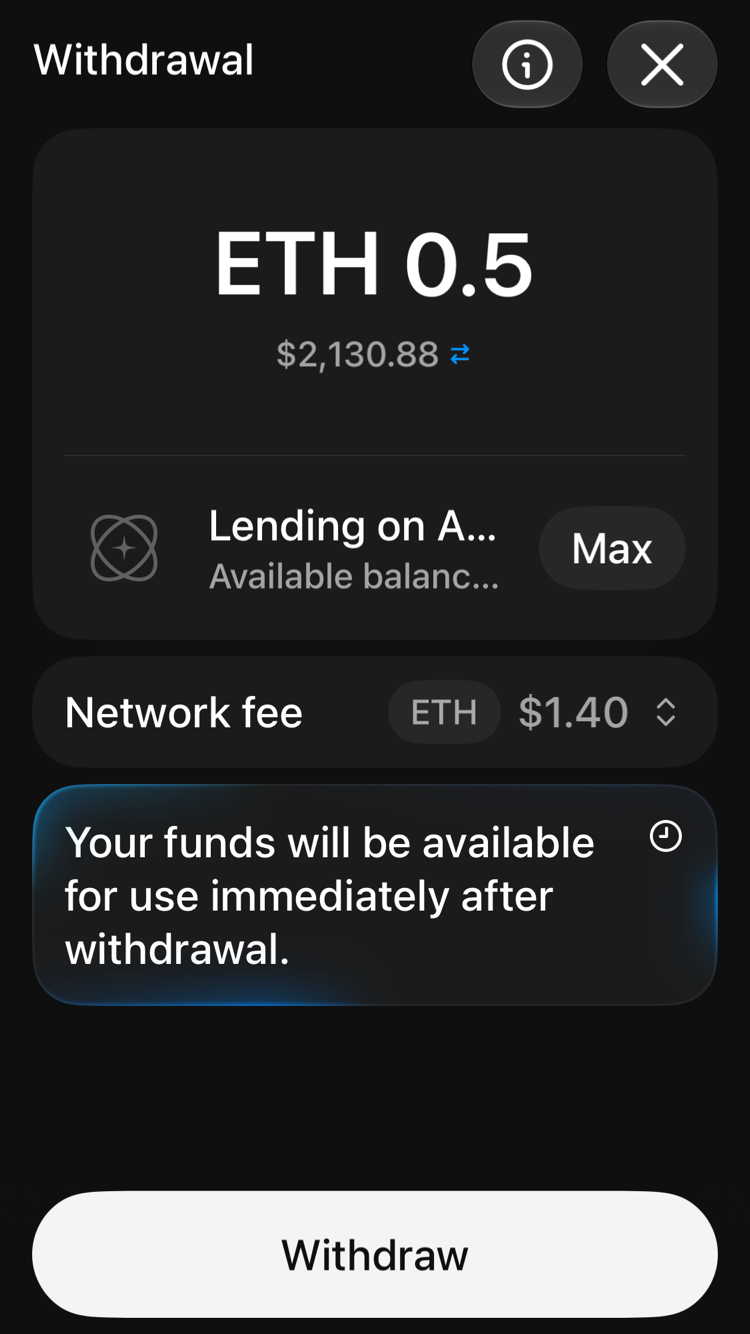 Withdrawal
ETH 0.5
$2,130.88
Lending on A...
Available balanc...
Max
Network fee
ETH
$1.40
Your funds will be available
for use immediately after
withdrawal.
Withdraw